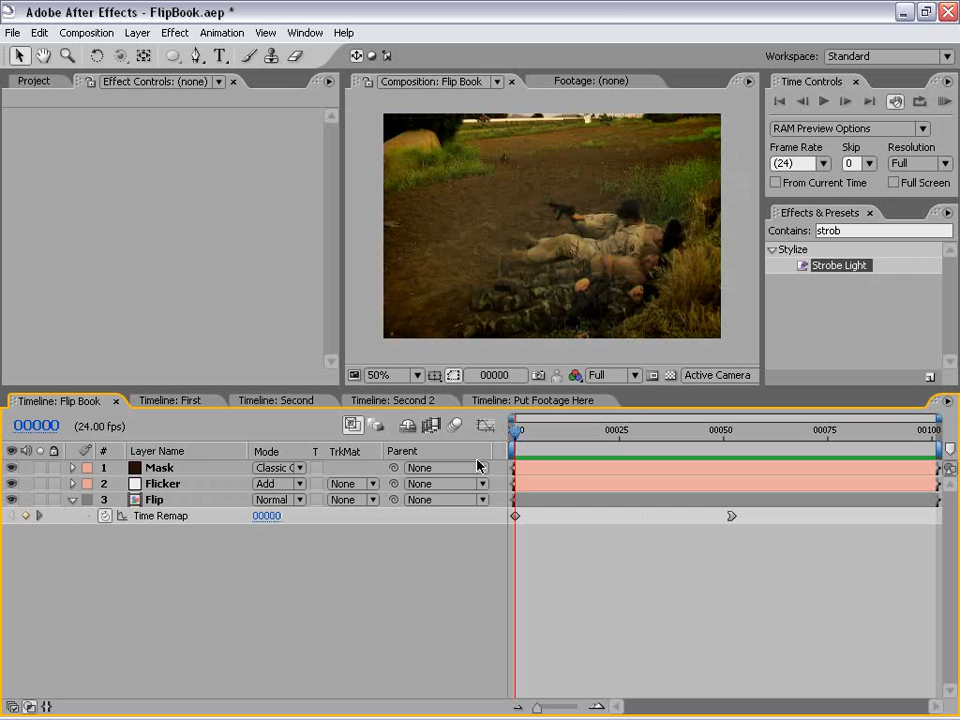 Adobe After Effects - FlipBook.aep *
File Edit Composition Layer Effect Animation View Window Help
Workspace: Standard
Project Effect Controls: (none)
Composition: Flip Book Footage: (none)
50% 00000 Full Active Camera
Time Controls
RAM Preview Options
Frame Rate Skip Resolution
(24) 0 Full
From Current Time Full Screen
Effects & Presets
Contains: strob
Stylize
Strobe Light
Timeline: Flip Book Timeline: First Timeline: Second Timeline: Second 2 Timeline: Put Footage Here
00000 (24.00 fps)
00025 00075 00100
# Layer Name Mode T TrkMat Parent
1 Mask Classic None
2 Flicker Add None None
3 Flip Normal None None
Time Remap 00000